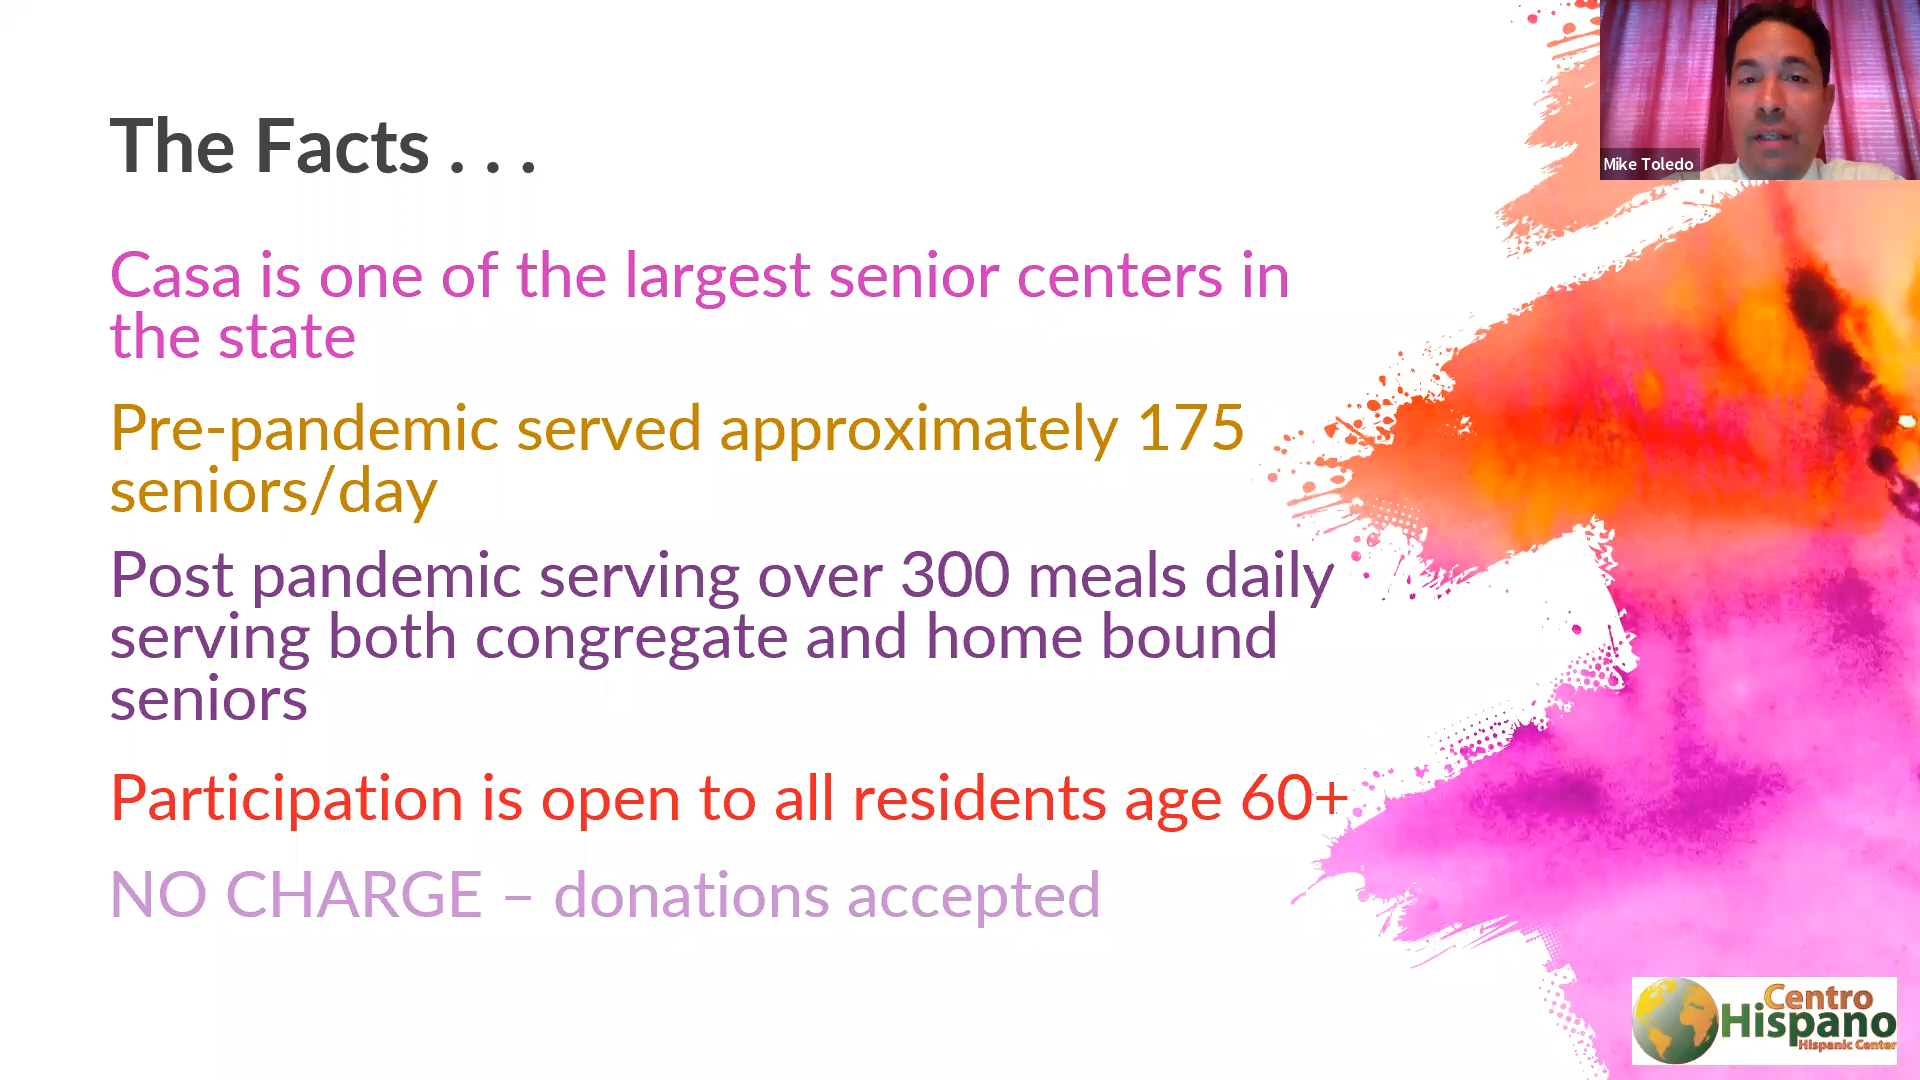 The Facts . . .
Casa is one of the largest senior centers in
the state
Pre-pandemic served approximately 175
seniors/day
Post pandemic serving over 300 meals daily
serving both congregate and home bound
seniors
Participation is open to all residents age 60+
NO CHARGE – donations accepted
Mike Toledo
Centro
Hispano
Hispanic Center